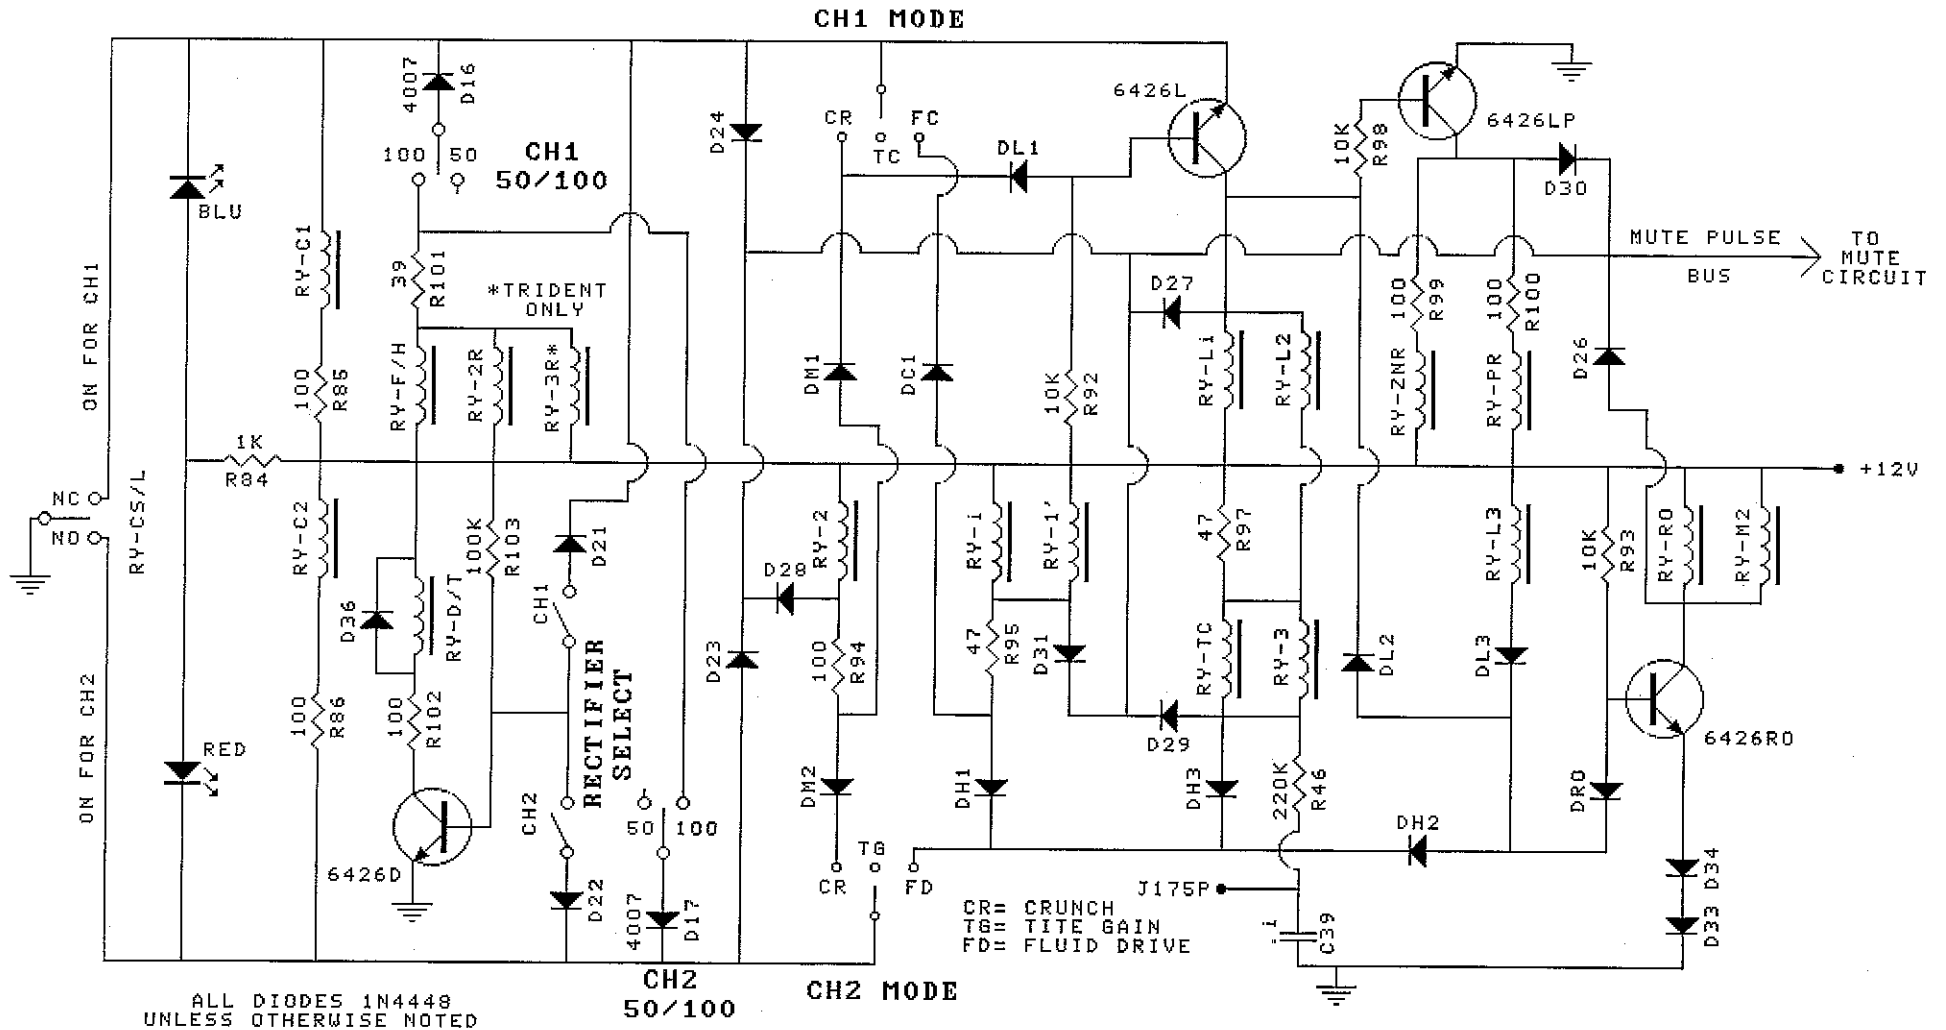 CH1 MODE
4007
D16
D24
CR
FC
TC
6426L
6426LP
10K
R98
D30
BLU
100
50
CH1
50/100
DL1
ON FOR CH1
RY-C1
39
R101
*TRIDENT
ONLY
MUTE PULSE
BUS
TO
MUTE
CIRCUIT
D27
100
R99
100
R100
100
R85
RY-F/H
RY-2R
RY-3R*
DM1
DC1
10K
R92
RY-Li
RY-L2
RY-ZNR
RY-PR
D26
1K
R84
+12V
NC
NO
RY-CS/L
RY-C2
100K
R103
D21
RY-2
RY-i
RY-1'
47
R97
RY-L3
10K
R93
RY-RO
RY-M2
D36
RY-D/T
CH1
D28
D23
100
R94
47
R95
D31
RY-TC
RY-3
DL2
DL3
RECTIFIER
SELECT
ON FOR CH2
100
R86
100
R102
RED
D29
6426RO
CH2
50
100
DM2
DH1
DH3
220K
R46
DRO
DH2
6426D
D22
4007
D17
TG
CR
FD
J175P
D34
D33
CR= CRUNCH
TG= TITE GAIN
FD= FLUID DRIVE
C39
CH2
50/100
CH2 MODE
ALL DIODES 1N4448
UNLESS OTHERWISE NOTED